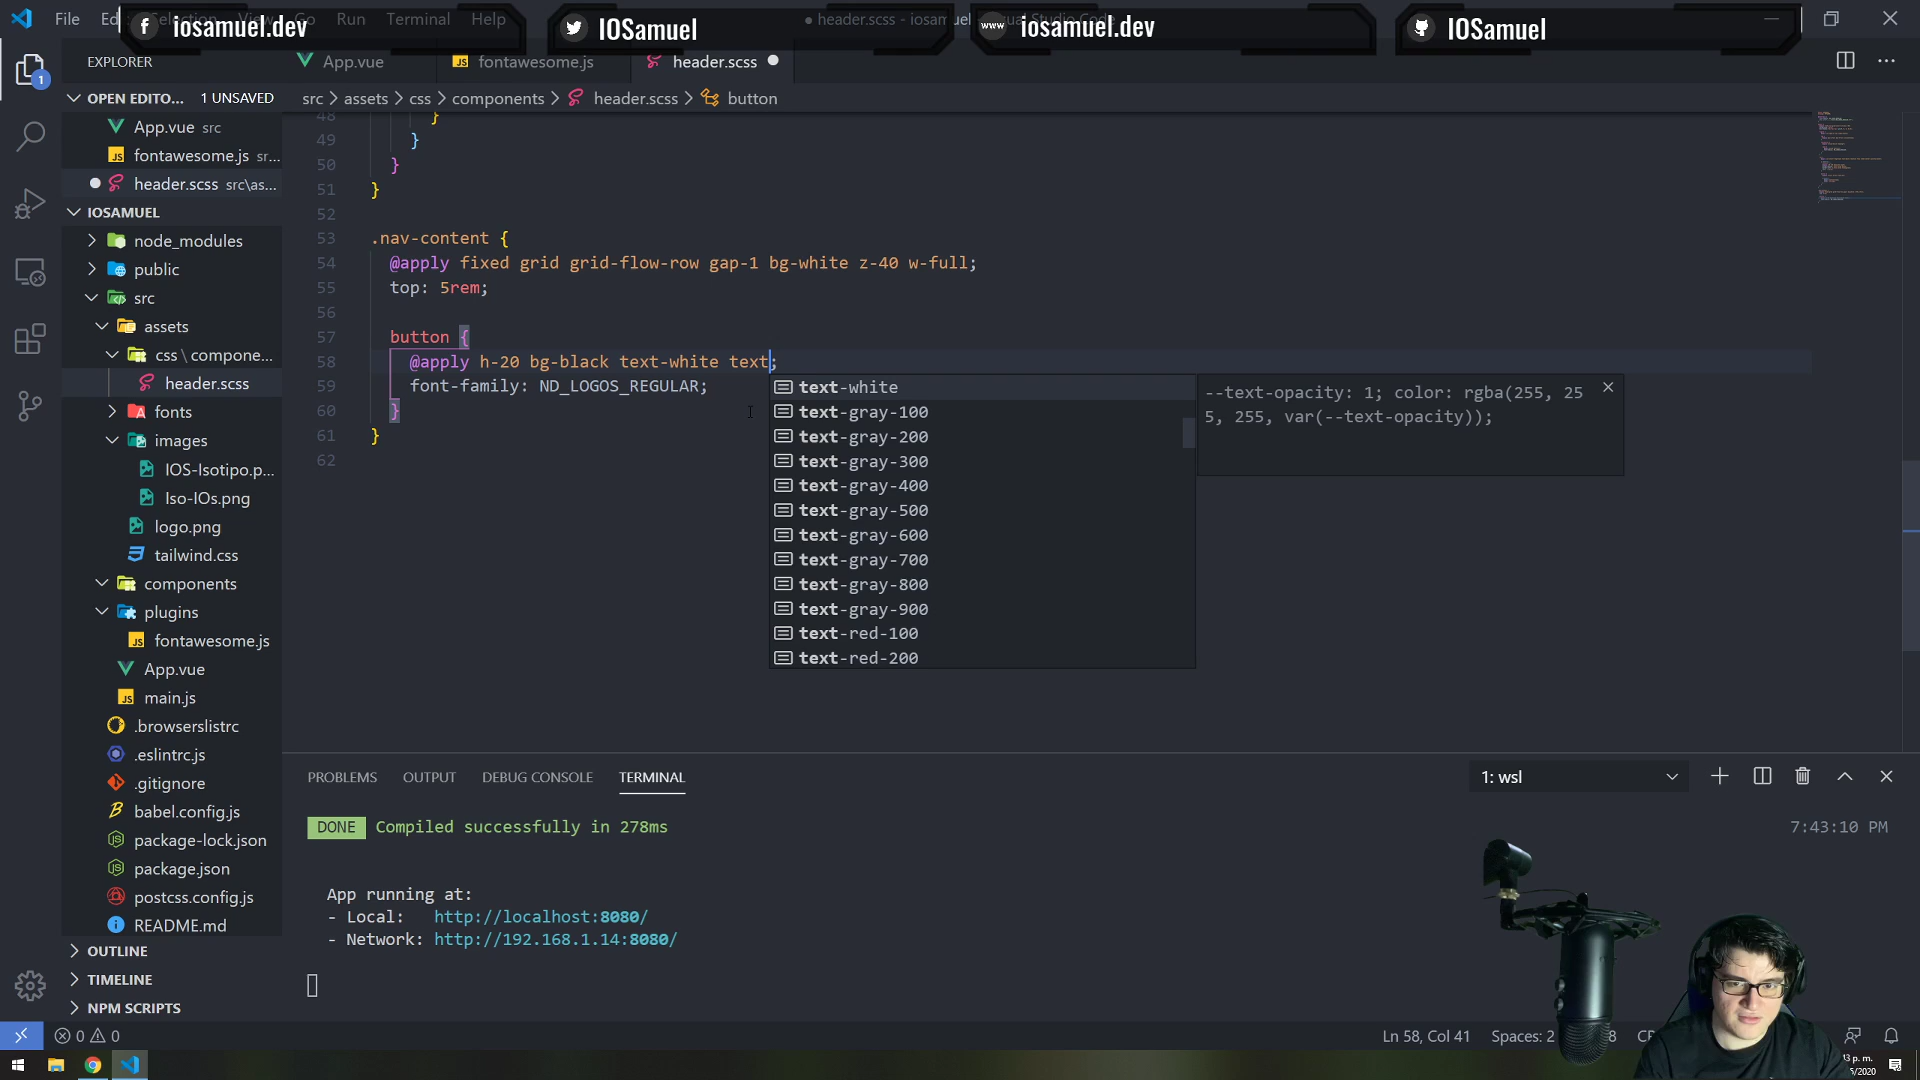 File
Selection
View
Go
Run
Terminal
Help
header.scss - iosamuel - Visual Studio Code
Iosamuel.dev
IOSamuel
www
iosamuel.dev
IOSamuel
EXPLORER
App.vue
fontawesome.js
header.scss
OPEN EDITO...
1 UNSAVED
src > assets > css > components > header.scss > button
App.vue src
fontawesome.js sr...
header.scss src\as...
IOSAMUEL
node_modules
public
src
assets
css \ compone...
header.scss
fonts
images
IOS-Isotipo.p...
Iso-IOs.png
logo.png
tailwind.css
components
plugins
fontawesome.js
App.vue
main.js
.browserslistrc
.eslintrc.js
.gitignore
babel.config.js
package-lock.json
package.json
postcss.config.js
README.md
OUTLINE
TIMELINE
NPM SCRIPTS
48 }
49 }
50 }
51 }
52
53 .nav-content {
54 @apply fixed grid grid-flow-row gap-1 bg-white z-40 w-full;
55 top: 5rem;
56
57 button {
58 @apply h-20 bg-black text-white text;
59 font-family: ND_LOGOS_REGULAR;
60 }
61 }
62
text-white
text-gray-100
text-gray-200
text-gray-300
text-gray-400
text-gray-500
text-gray-600
text-gray-700
text-gray-800
text-gray-900
text-red-100
text-red-200
--text-opacity: 1; color: rgba(255, 25
5, 255, var(--text-opacity));
PROBLEMS
OUTPUT
DEBUG CONSOLE
TERMINAL
1: wsl
DONE Compiled successfully in 278ms
7:43:10 PM
App running at:
- Local: http://localhost:8080/
- Network: http://192.168.1.14:8080/
0 0
Ln 58, Col 41
Spaces: 2
8